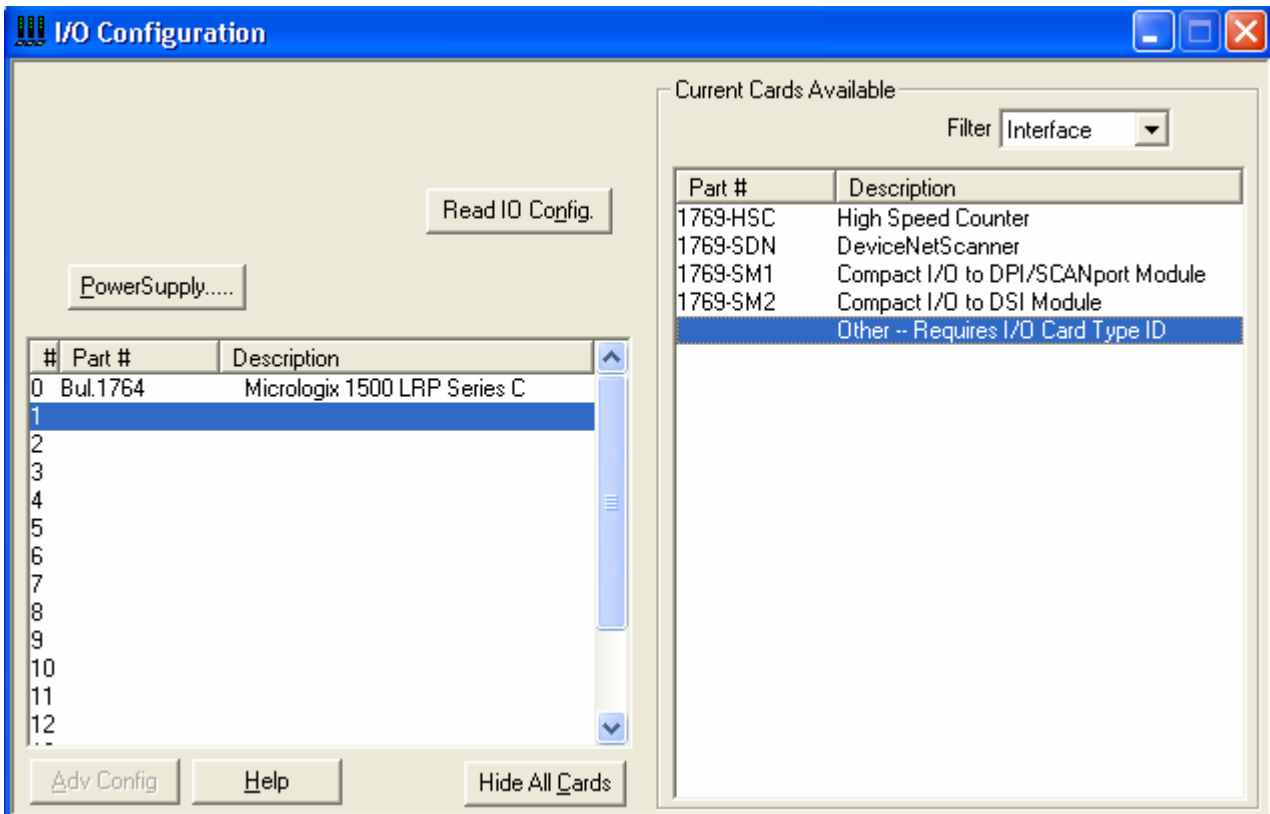 I/O Configuration
Current Cards Available
Filter Interface
Read IO Config.
PowerSupply.....
# Part # Description
0 Bul.1764 Micrologix 1500 LRP Series C
1
2
3
4
5
6
7
8
9
10
11
12
Adv Config Help Hide All Cards
Part # Description
1769-HSC High Speed Counter
1769-SDN DeviceNetScanner
1769-SM1 Compact I/O to DPI/SCANport Module
1769-SM2 Compact I/O to DSI Module
Other -- Requires I/O Card Type ID